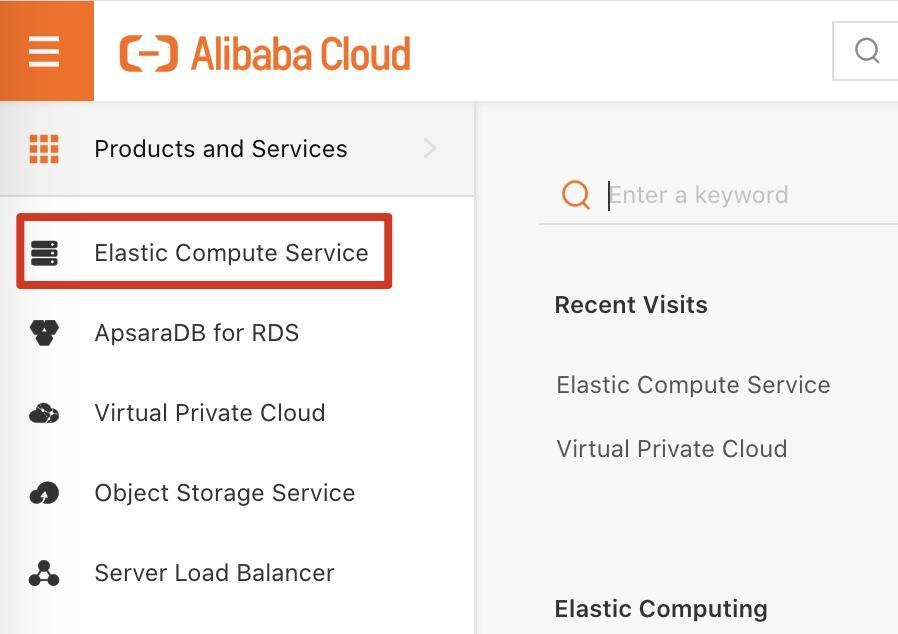 Alibaba Cloud
Products and Services
Enter a keyword
Elastic Compute Service
ApsaraDB for RDS
Virtual Private Cloud
Object Storage Service
Server Load Balancer
Recent Visits
Elastic Compute Service
Virtual Private Cloud
Elastic Computing